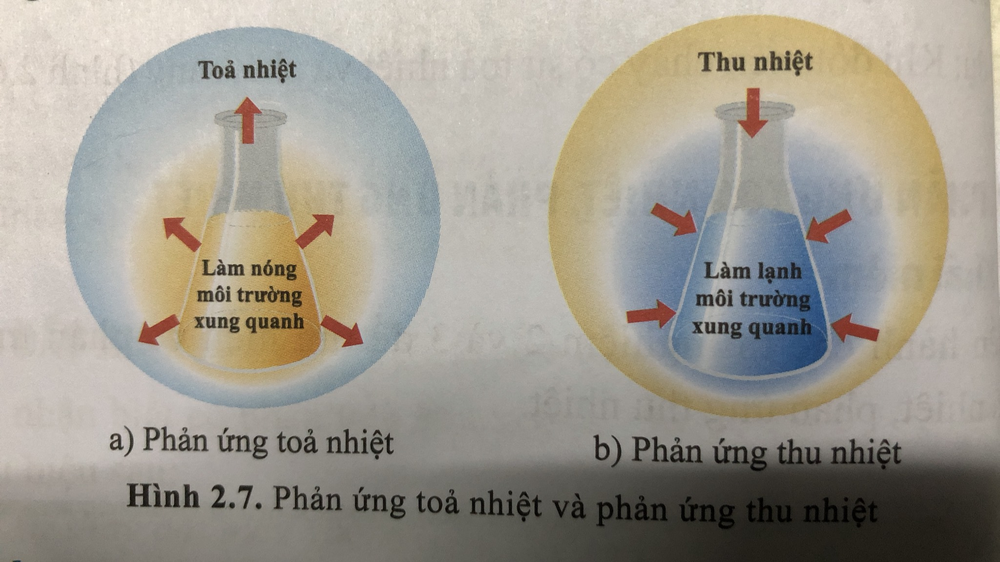 Toả nhiệt
Làm nóng
môi trường
xung quanh
a) Phản ứng toả nhiệt
Thu nhiệt
Làm lạnh
môi trường
xung quanh
b) Phản ứng thu nhiệt
Hình 2.7. Phản ứng toả nhiệt và phản ứng thu nhiệt